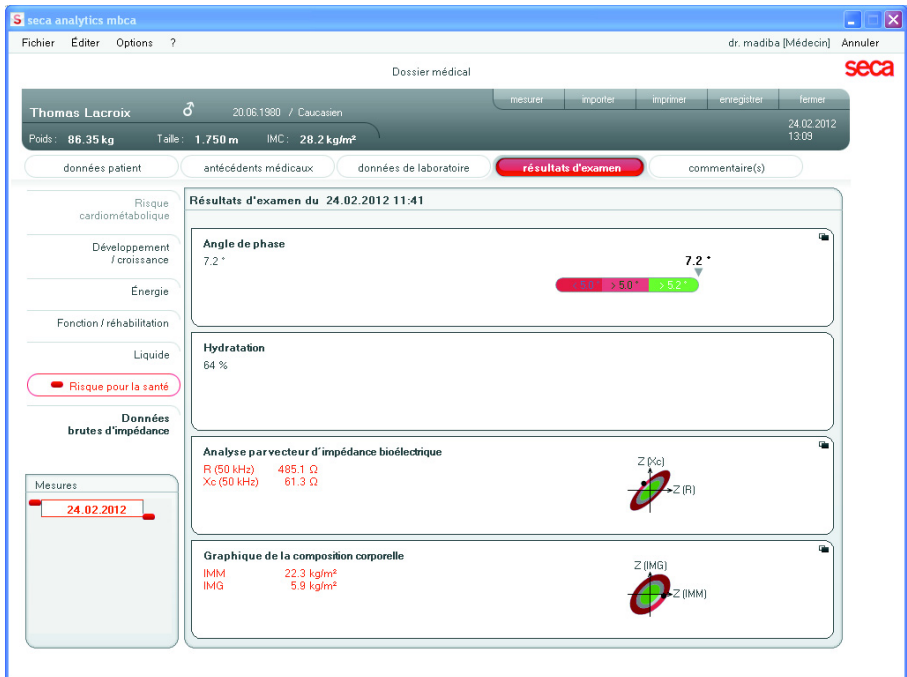 S seca analytics mbca
Fichier Éditer Options ?
dr. madiba [Médecin] Annuler
Dossier médical
seca
mesurer importer imprimer enregistrer fermer
Thomas Lacroix ♂ 20.06.1980 / Caucasien
24.02.2012
13:09
Poids : 86.35 kg Taille : 1.750 m IMC : 28.2 kg/m²
données patient antécédents médicaux données de laboratoire résultats d'examen commentaire(s)
Risque
cardiométabolique
Développement
/ croissance
Énergie
Fonction / réhabilitation
Liquide
Risque pour la santé
Données
brutes d'impédance
Mesures
24.02.2012
Résultats d'examen du 24.02.2012 11:41
Angle de phase
7.2 °
7.2 °
> 5.0 ° > 5.2 °
Hydratation
64 %
Analyse par vecteur d´impédance bioélectrique
R (50 kHz) 485.1 Ω
Xc (50 kHz) 61.3 Ω
Z (Xc)
Z (R)
Graphique de la composition corporelle
IMM 22.3 kg/m²
IMG 5.9 kg/m²
Z (IMG)
Z (IMM)